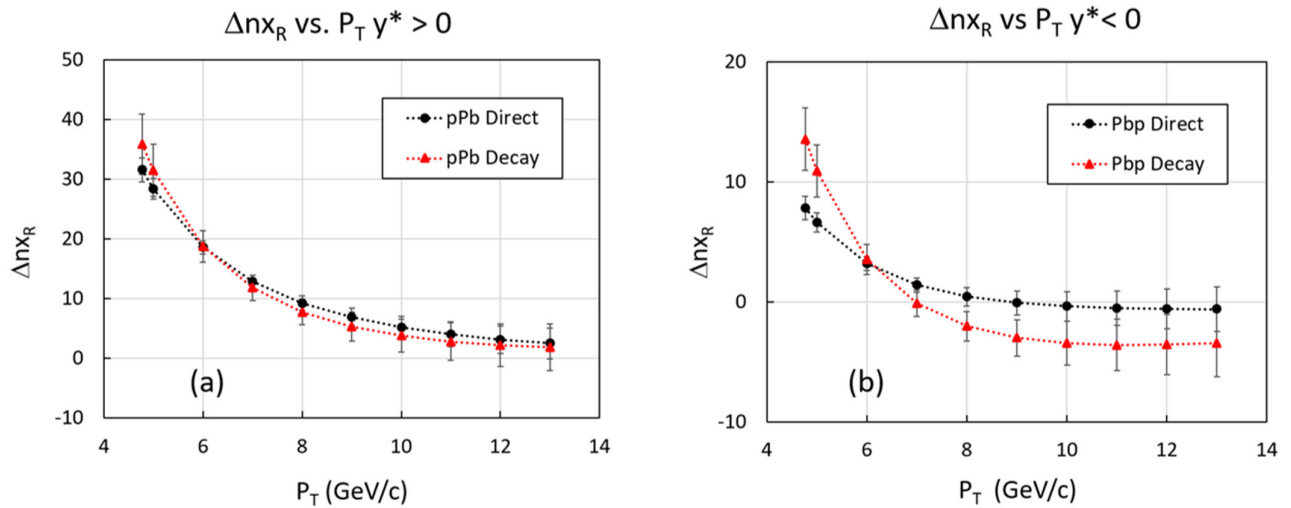 ΔnxR vs. PT y* > 0
50
40
30
20
10
0
-10
4
6
8
10
12
14
pPb Direct
pPb Decay
(a)
ΔnxR
PT (GeV/c)
ΔnxR vs PT y*< 0
20
10
0
-10
4
6
8
10
12
14
Pbp Direct
Pbp Decay
(b)
ΔnxR
PT (GeV/c)